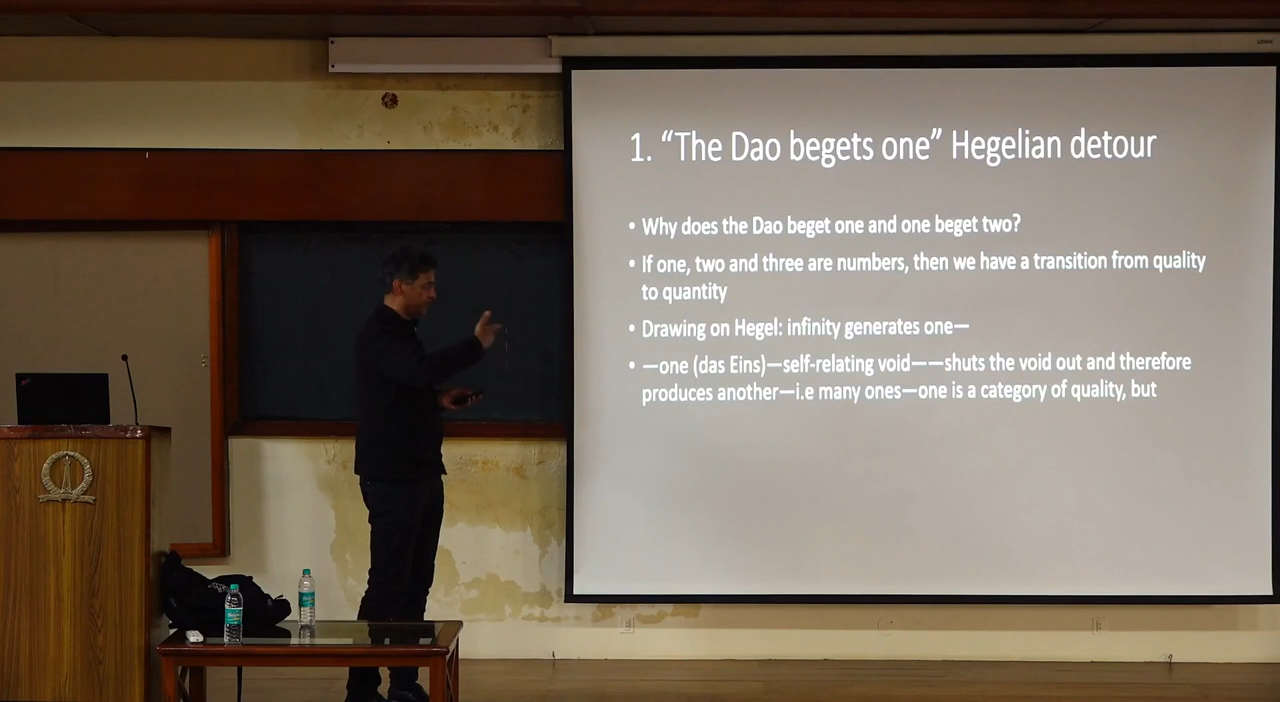 1. “The Dao begets one” Hegelian detour
• Why does the Dao beget one and one beget two?
• If one, two and three are numbers, then we have a transition from quality
to quantity
• Drawing on Hegel: infinity generates one—
• —one (das Eins)—self-relating void——shuts the void out and therefore
produces another—i.e many ones—one is a category of quality, but